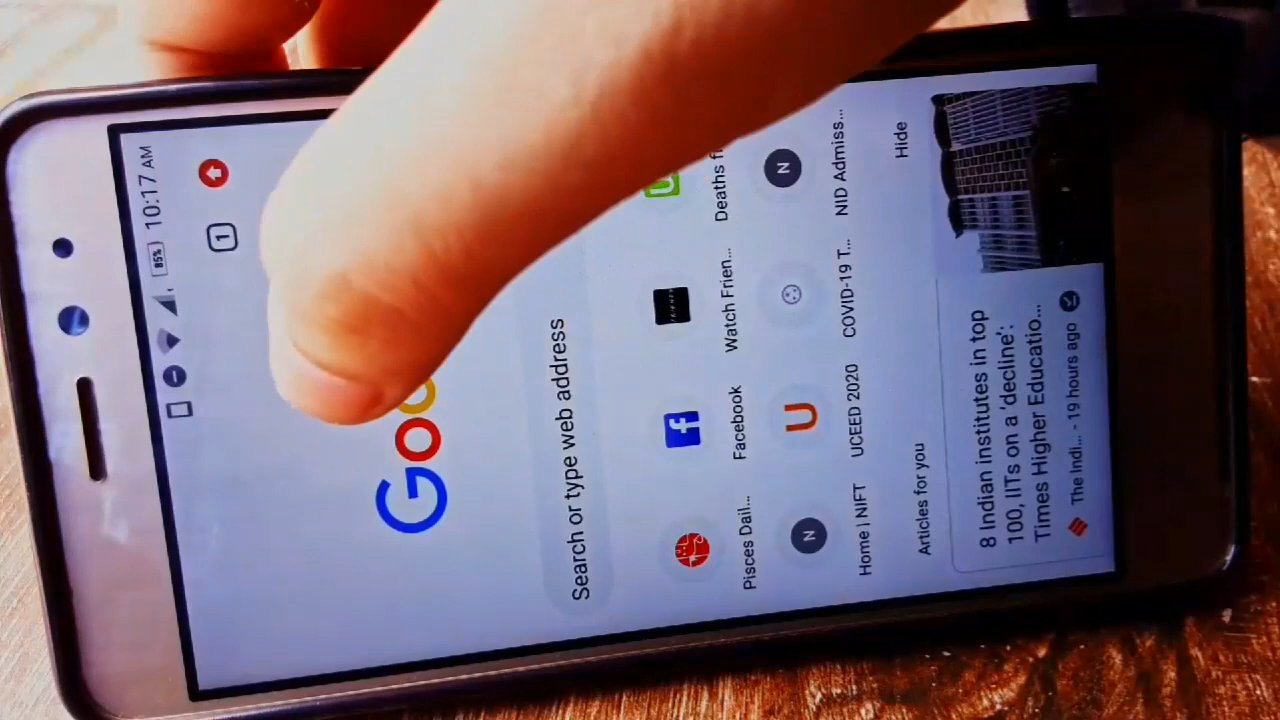 85% 10:17 AM
1
Goo
Search or type web address
Pisces Dail...
Facebook
Watch Frien...
Deaths f
N
U
N
Home | NIFT
UCEED 2020
COVID-19 T...
NID Admiss...
Articles for you
Hide
8 Indian institutes in top
100, IITs on a 'decline':
Times Higher Educatio...
The Indi... - 19 hours ago